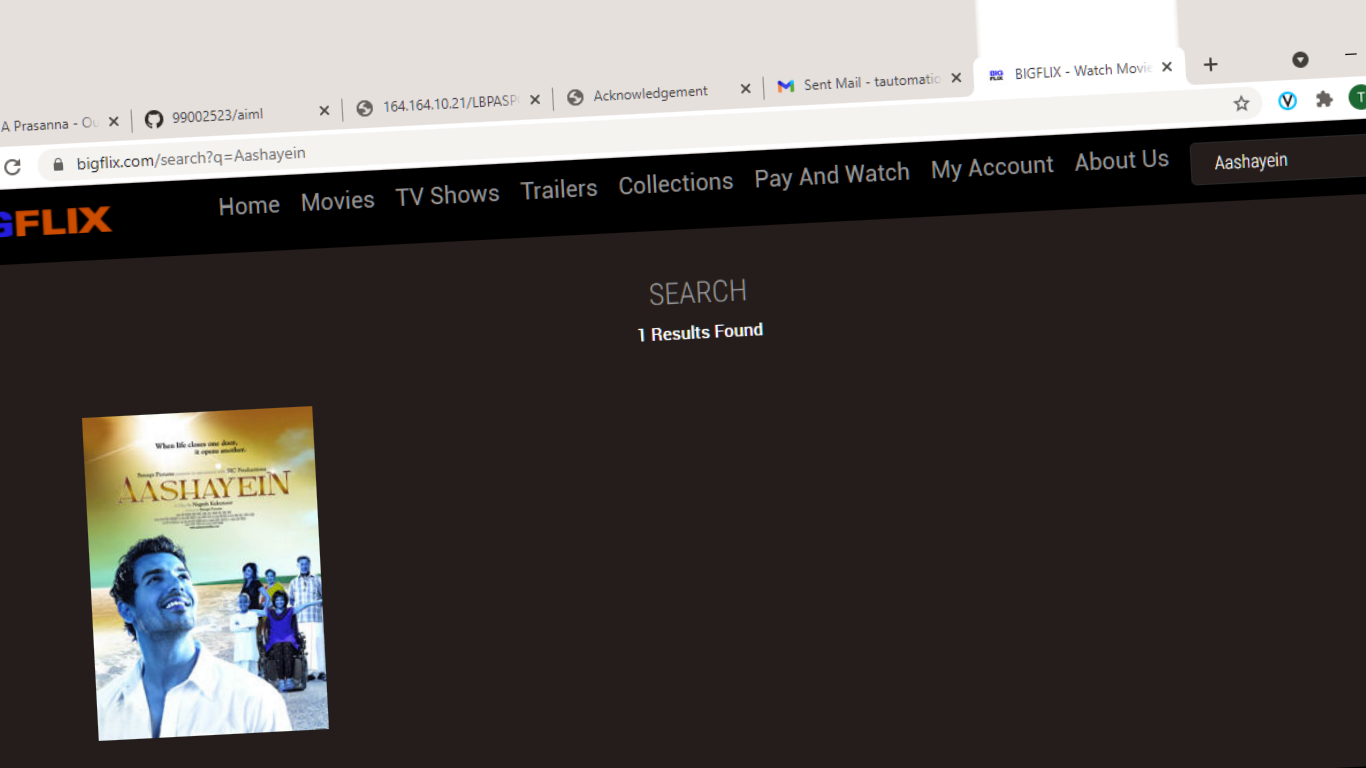 A Prasanna - Ou
99002523/aiml
164.164.10.21/LBPASP
Acknowledgement
Sent Mail - tautomatic
BIGFLIX - Watch Movie
bigflix.com/search?q=Aashayein
T
GFLIX
Home Movies TV Shows Trailers Collections Pay And Watch My Account About Us
Aashayein
SEARCH
1 Results Found
When life closes one door,
it opens another.
AASHAYEIN